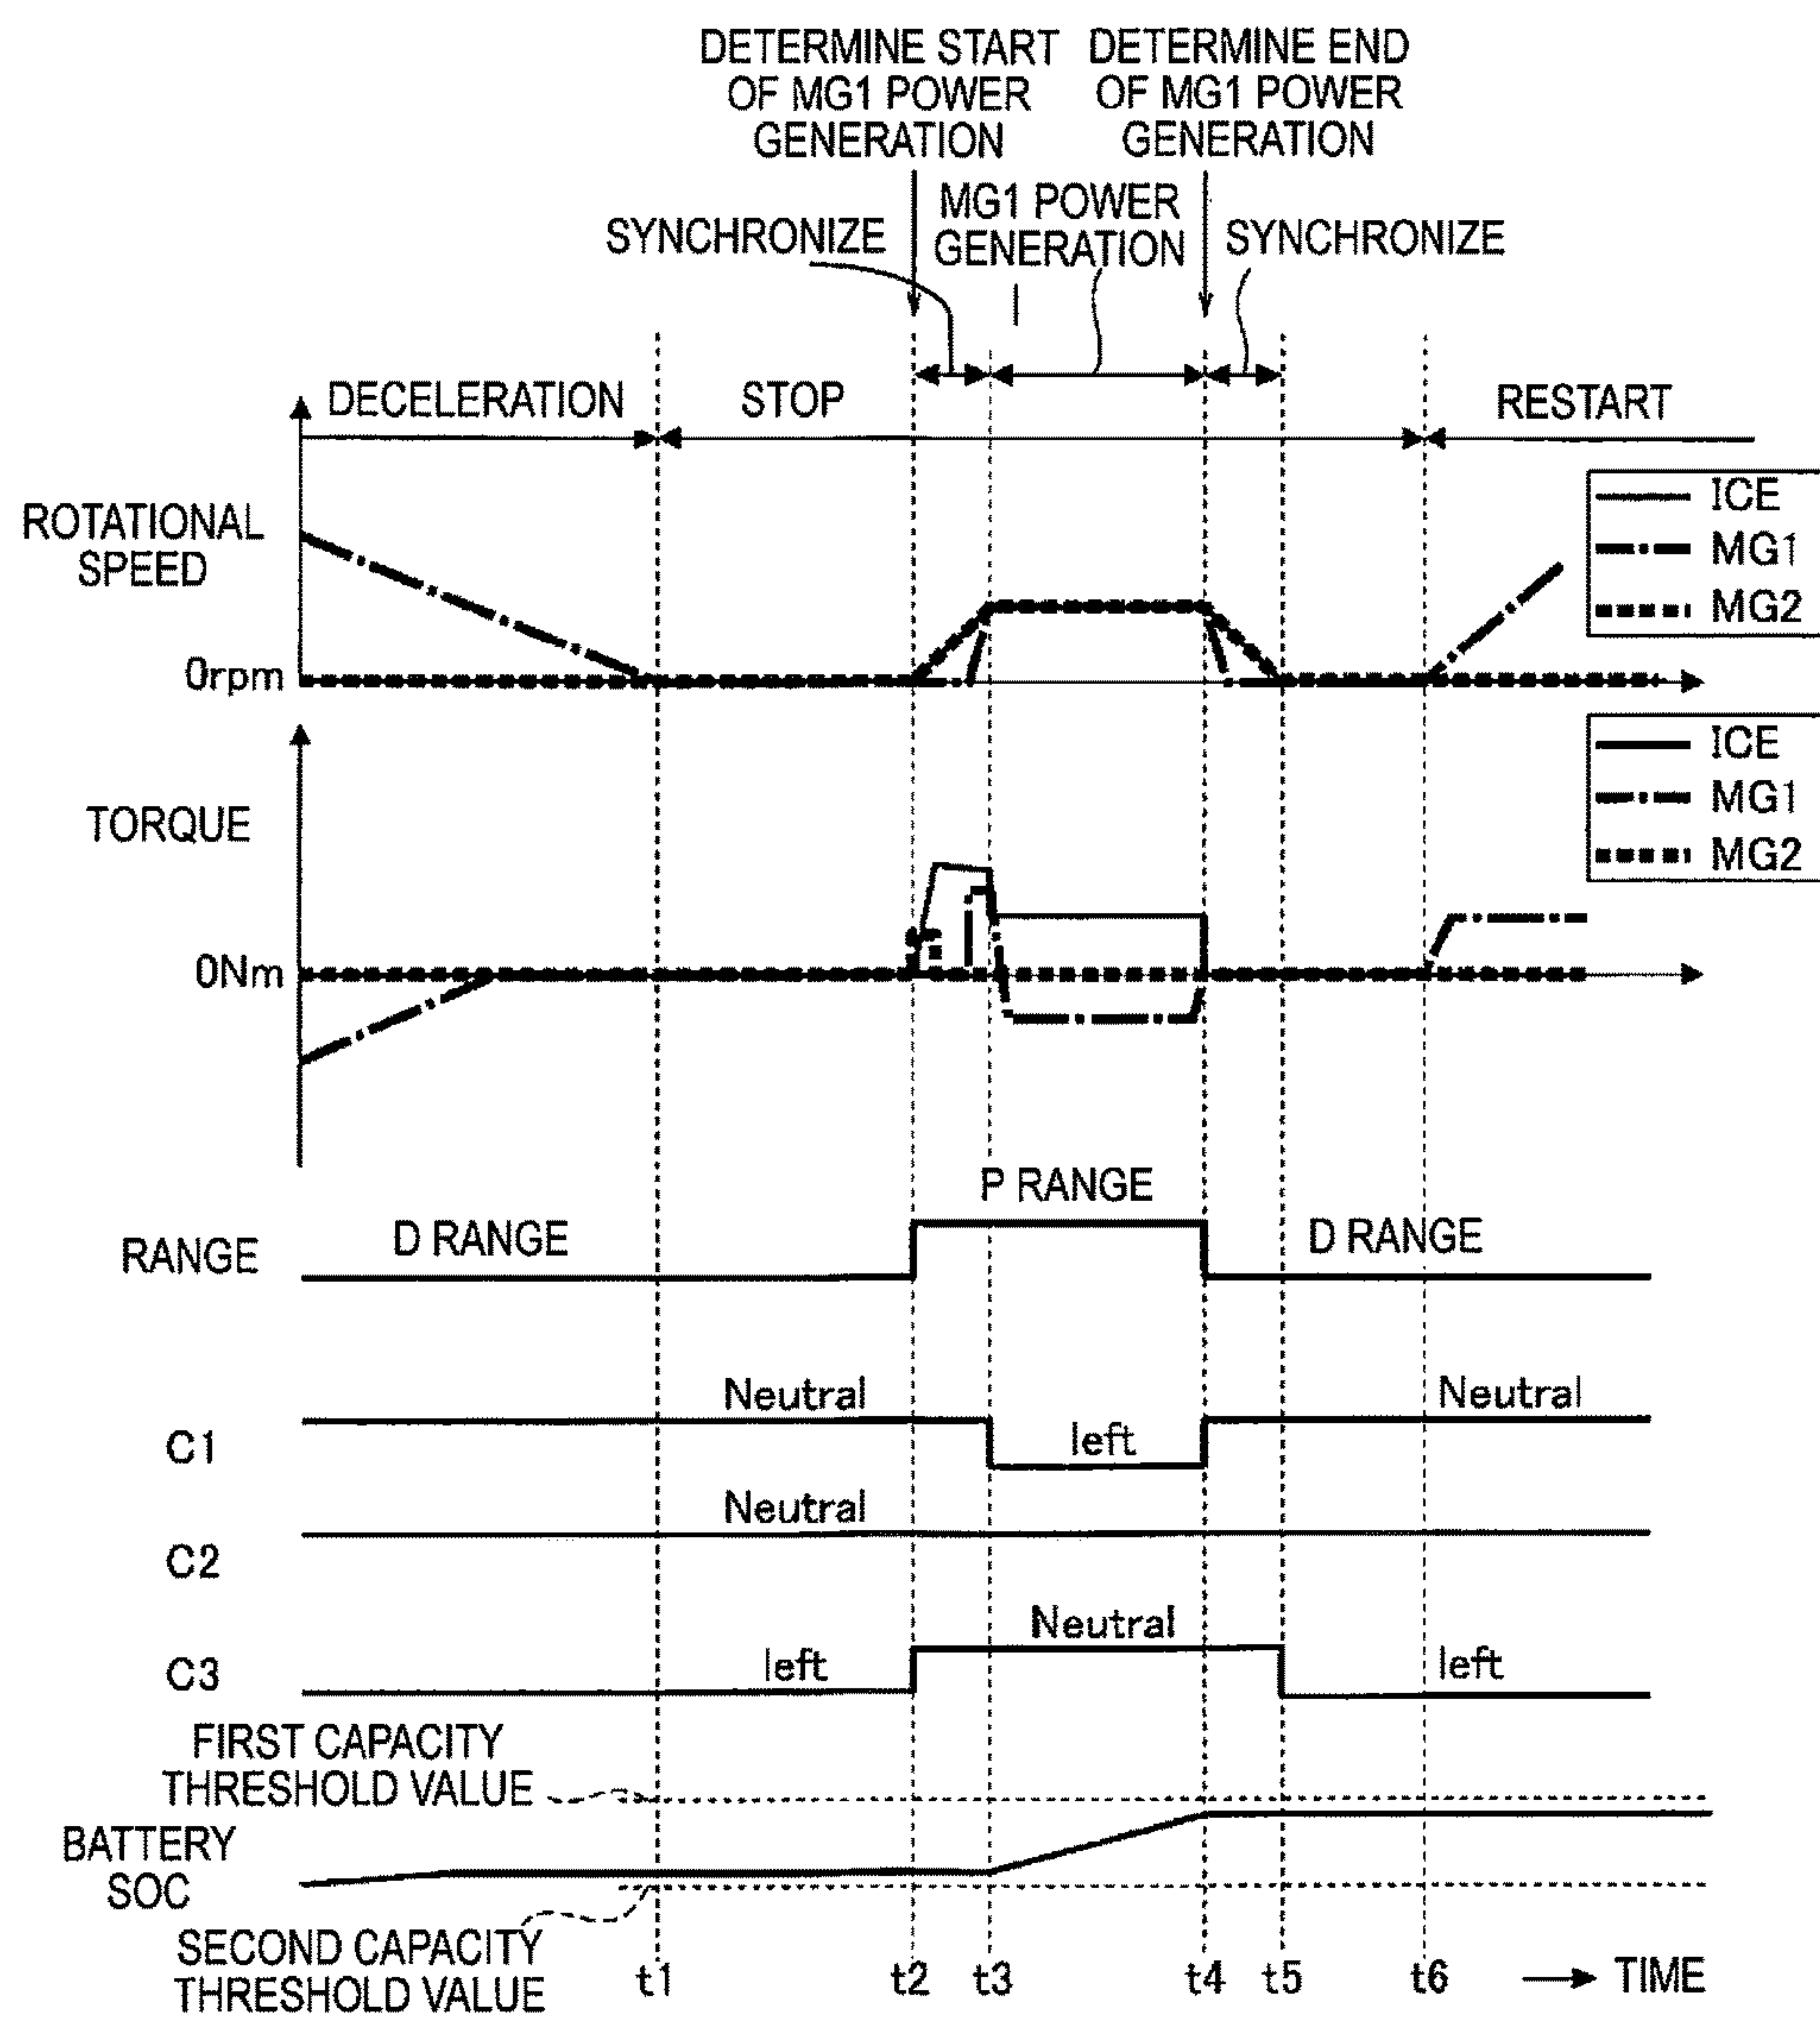 DETERMINE START
OF MG1 POWER
GENERATION
DETERMINE END
OF MG1 POWER
GENERATION
SYNCHRONIZE
MG1 POWER
GENERATION
SYNCHRONIZE
DECELERATION
STOP
RESTART
ROTATIONAL
SPEED
0rpm
ICE
MG1
MG2
TORQUE
0Nm
ICE
MG1
MG2
RANGE
D RANGE
P RANGE
D RANGE
C1
Neutral
left
Neutral
C2
Neutral
C3
left
Neutral
left
FIRST CAPACITY
THRESHOLD VALUE
BATTERY
SOC
SECOND CAPACITY
THRESHOLD VALUE
t1
t2
t3
t4
t5
t6
TIME